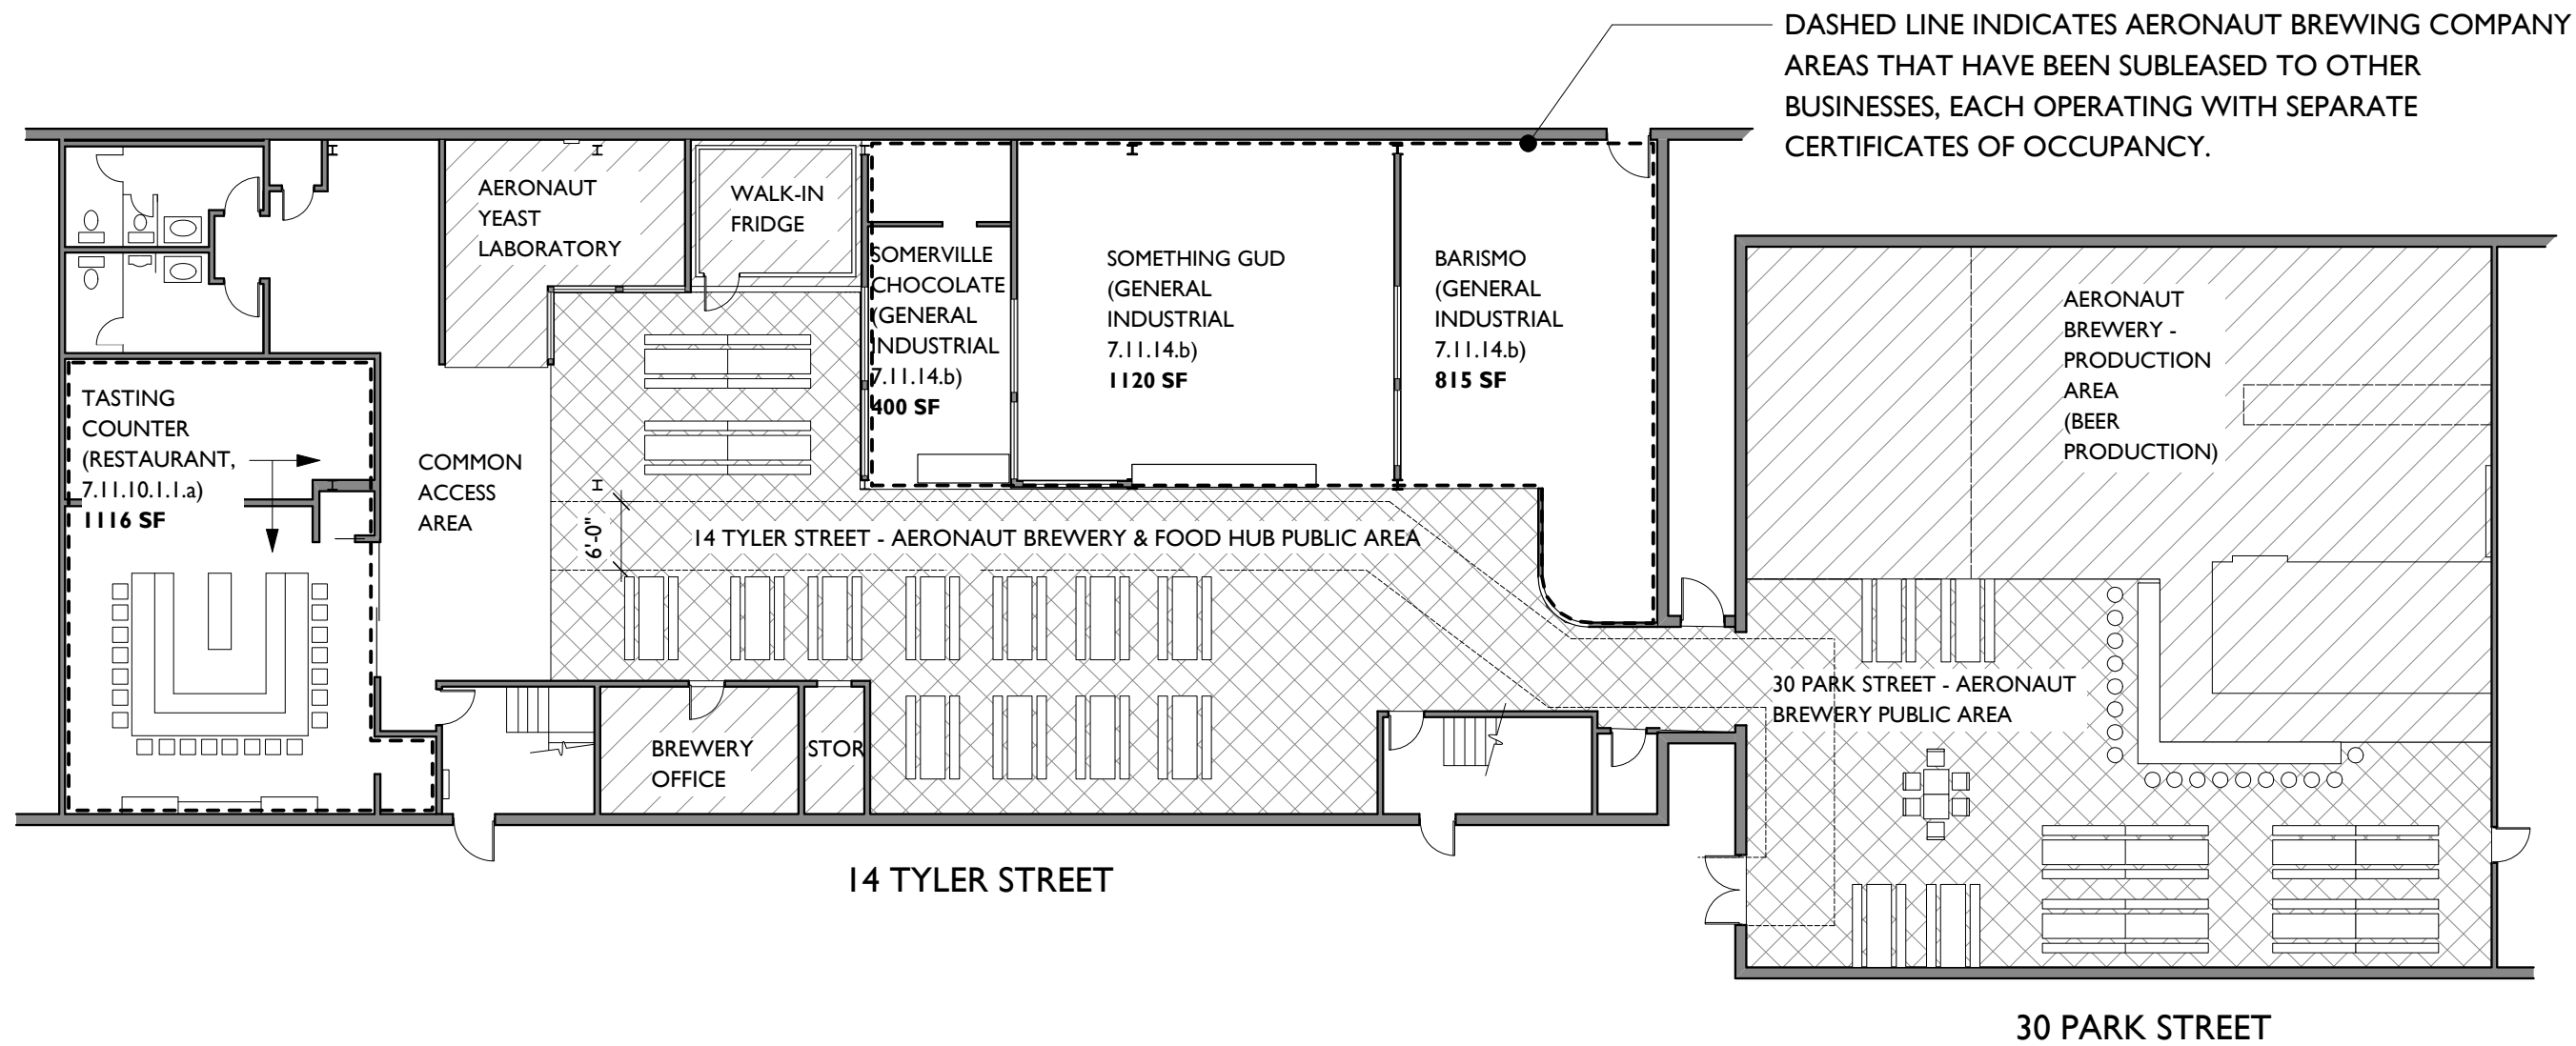 DASHED LINE INDICATES AERONAUT BREWING COMPANY
AREAS THAT HAVE BEEN SUBLEASED TO OTHER
BUSINESSES, EACH OPERATING WITH SEPARATE
CERTIFICATES OF OCCUPANCY.
AERONAUT
YEAST
LABORATORY
WALK-IN
FRIDGE
SOMERVILLE
CHOCOLATE
(GENERAL
INDUSTRIAL
7.11.14.b)
400 SF
SOMETHING GUD
(GENERAL
INDUSTRIAL
7.11.14.b)
1120 SF
BARISMO
(GENERAL
INDUSTRIAL
7.11.14.b)
815 SF
AERONAUT
BREWERY -
PRODUCTION
AREA
(BEER
PRODUCTION)
TASTING
COUNTER
(RESTAURANT,
7.11.10.1.1.a)
1116 SF
COMMON
ACCESS
AREA
6'-0"
14 TYLER STREET - AERONAUT BREWERY & FOOD HUB PUBLIC AREA
30 PARK STREET - AERONAUT
BREWERY PUBLIC AREA
BREWERY
OFFICE
STOR
14 TYLER STREET
30 PARK STREET